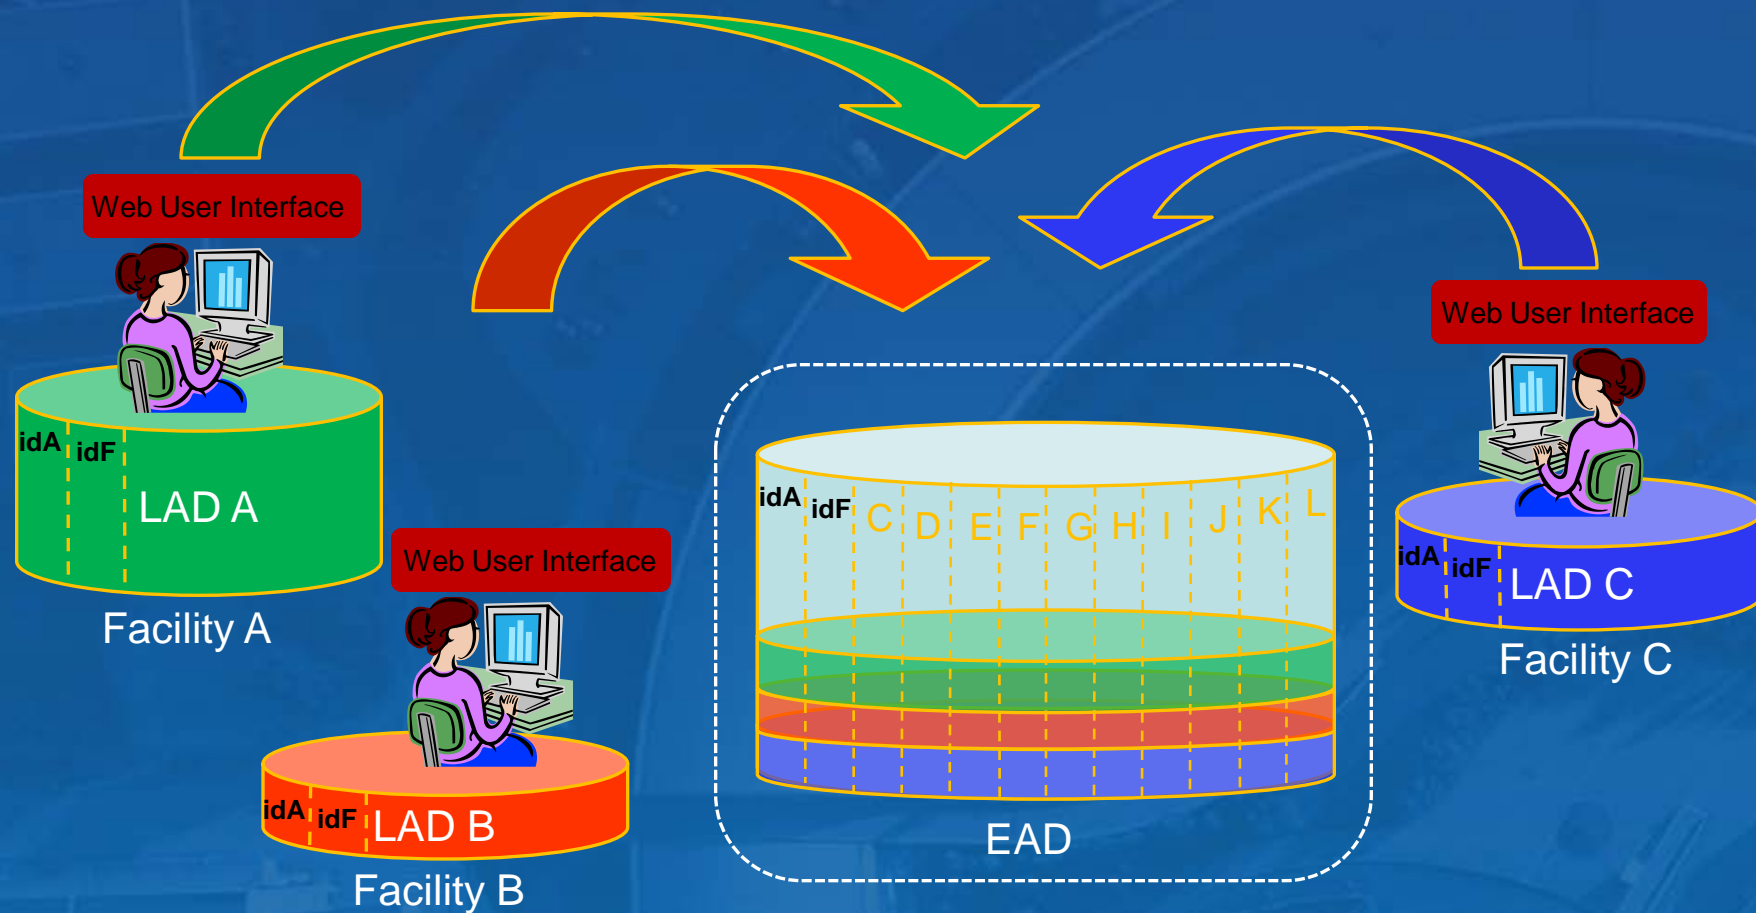 Web User Interface
idA
idF
LAD A
Facility A
Web User Interface
idA
idF
LAD B
Facility B
idA
idF
C
D
E
F
G
H
I
J
K
L
EAD
Web User Interface
idA
idF
LAD C
Facility C